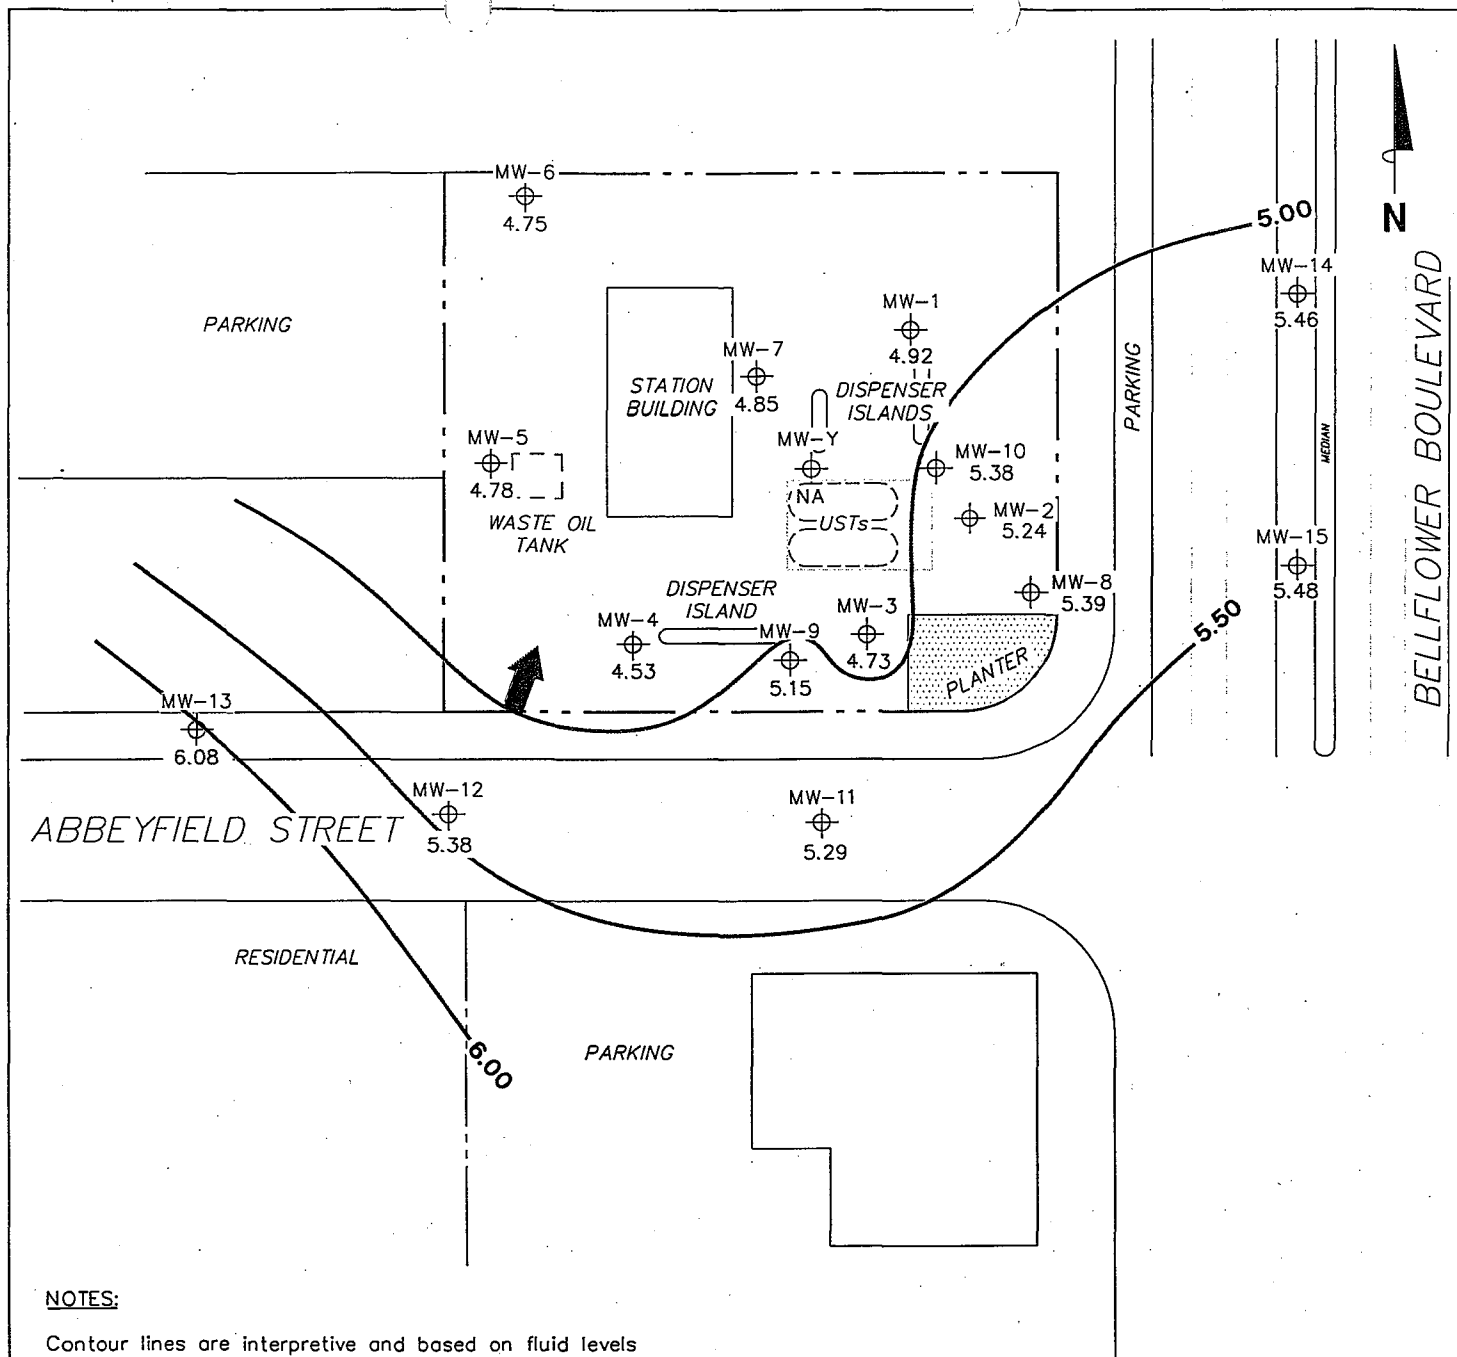 MW-6
4.75
5.00
N
MW-14
5.46
MW-1
4.92
PARKING
MW-7
4.85
STATION
BUILDING
DISPENSER
ISLANDS
PARKING
BELLFLOWER BOULEVARD
MEDIAN
MW-5
4.78
WASTE OIL
TANK
MW-Y
NA
USTs
MW-10
5.38
MW-2
5.24
MW-15
5.48
MW-8
5.39
5.50
DISPENSER
ISLAND
MW-4
4.53
MW-9
5.15
MW-3
4.73
PLANTER
MW-13
6.08
MW-12
5.38
MW-11
5.29
ABBEYFIELD STREET
RESIDENTIAL
PARKING
6.00
NOTES:
Contour lines are interpretive and based on fluid levels